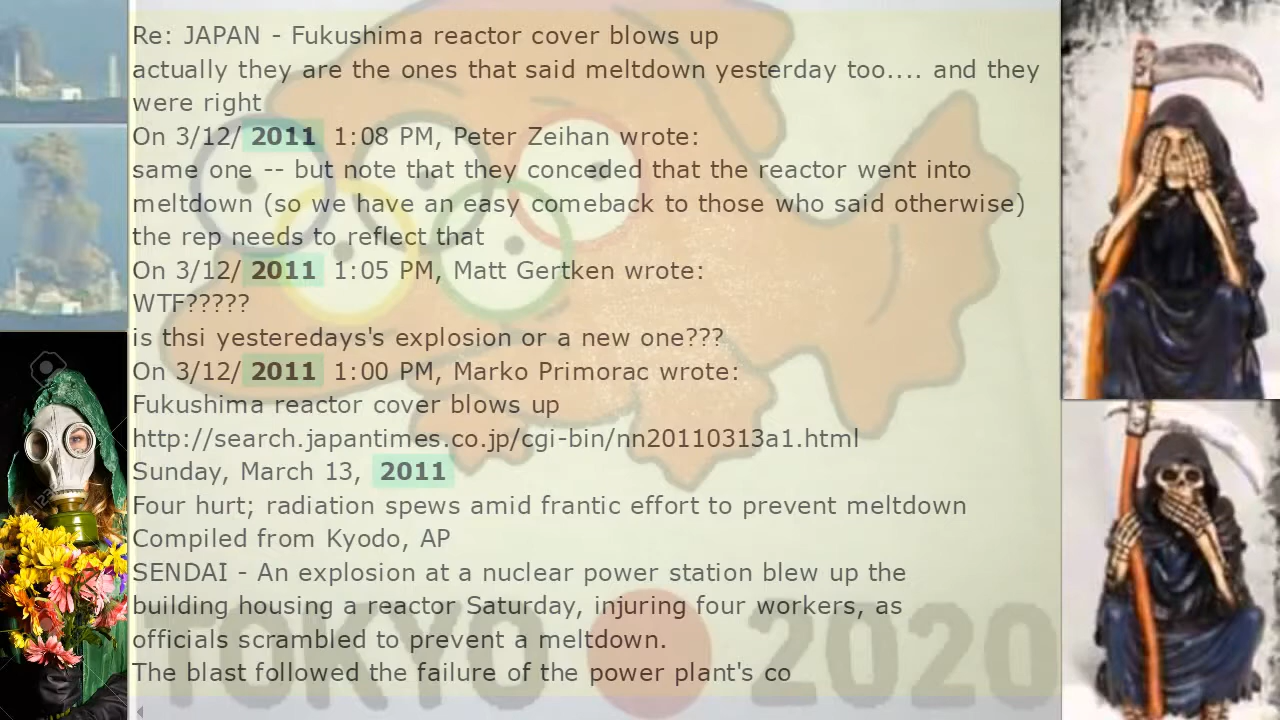 Re: JAPAN - Fukushima reactor cover blows up
actually they are the ones that said meltdown yesterday too.... and they
were right
On 3/12/ 2011 1:08 PM, Peter Zeihan wrote:
same one -- but note that they conceded that the reactor went into
meltdown (so we have an easy comeback to those who said otherwise)
the rep needs to reflect that
On 3/12/ 2011 1:05 PM, Matt Gertken wrote:
WTF?????
is thsi yesteredays's explosion or a new one???
On 3/12/ 2011 1:00 PM, Marko Primorac wrote:
Fukushima reactor cover blows up
http://search.japantimes.co.jp/cgi-bin/nn20110313a1.html
Sunday, March 13, 2011
Four hurt; radiation spews amid frantic effort to prevent meltdown
Compiled from Kyodo, AP
SENDAI - An explosion at a nuclear power station blew up the
building housing a reactor Saturday, injuring four workers, as
officials scrambled to prevent a meltdown.
The blast followed the failure of the power plant's co
TOKYO 2020